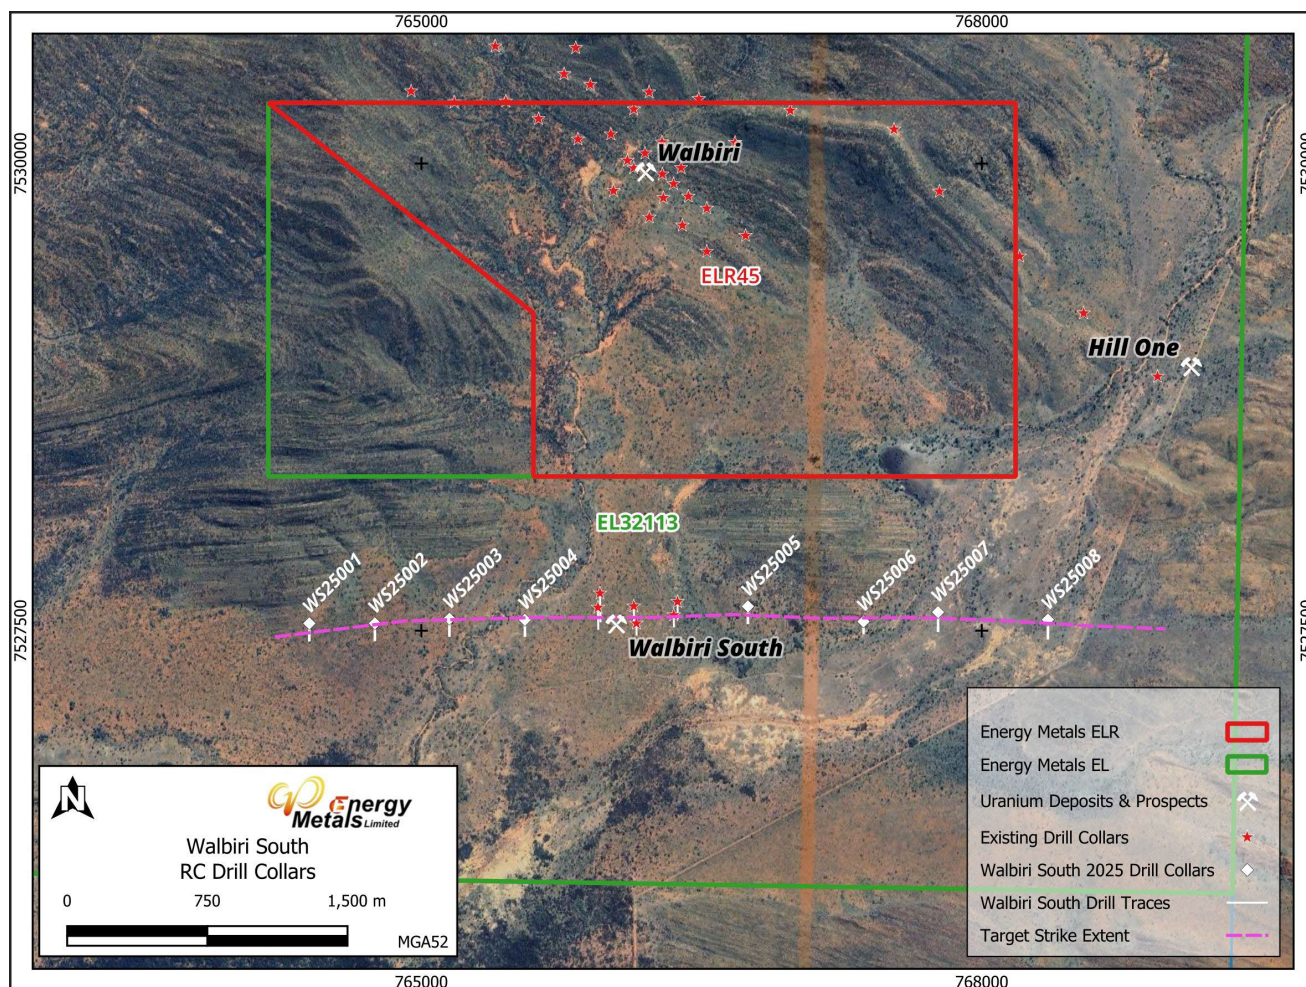 765000
768000
7530000
7530000
Walbiri
ELR45
Hill One
EL32113
WS25001
WS25002
WS25003
WS25004
WS25005
WS25006
WS25007
WS25008
7527500
7527500
Walbiri South
Energy Metals ELR
Energy Metals EL
Uranium Deposits & Prospects
Existing Drill Collars
Walbiri South 2025 Drill Collars
Walbiri South Drill Traces
Target Strike Extent
N
Energy
Metals Limited
Walbiri South
RC Drill Collars
0 750 1,500 m
MGA52
765000
768000